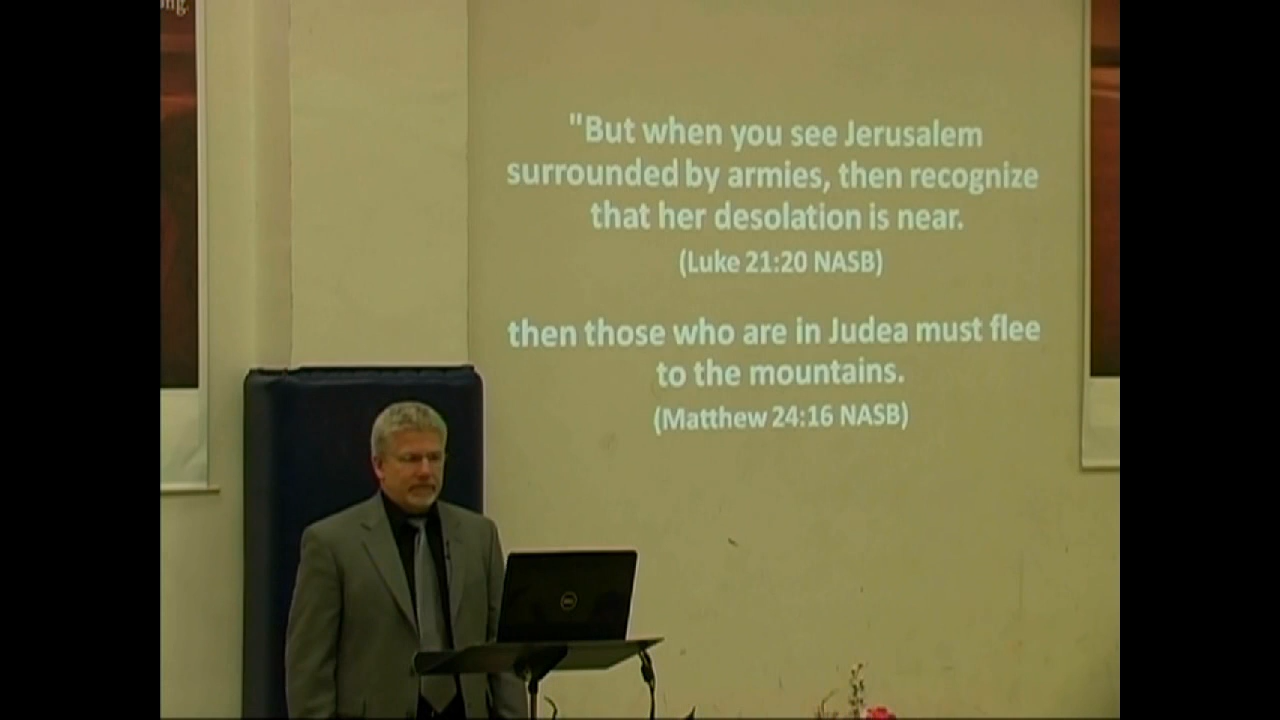 "But when you see Jerusalem
surrounded by armies, then recognize
that her desolation is near.
(Luke 21:20 NASB)
then those who are in Judea must flee
to the mountains.
(Matthew 24:16 NASB)
DELL